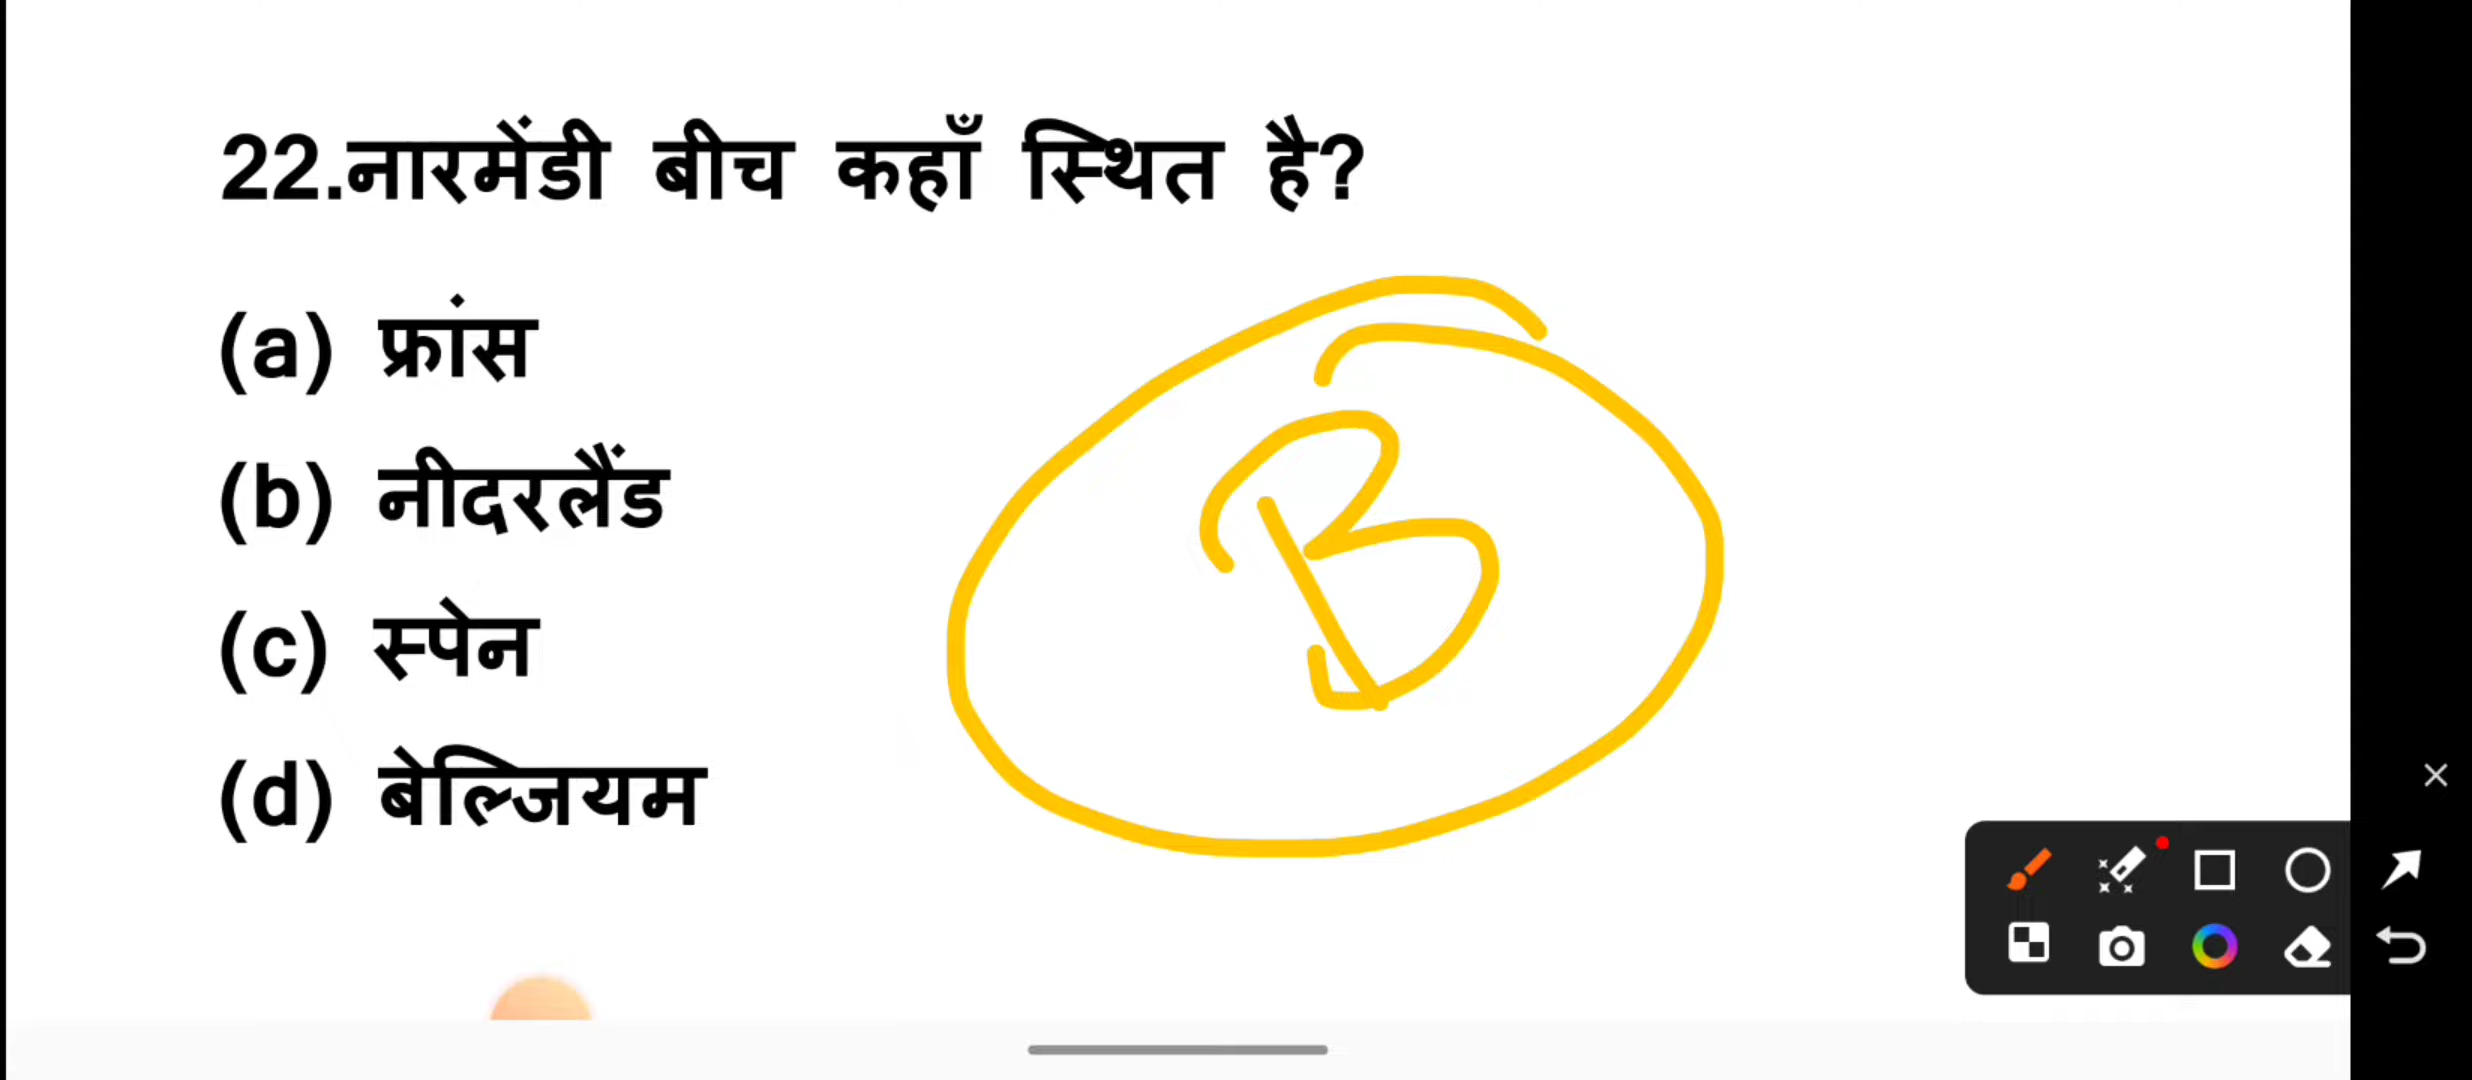 22.नारमेंडी बीच कहाँ स्थित है?
(a) फ्रांस
(b) नीदरलैंड
(c) स्पेन
(d) बेल्जियम
B